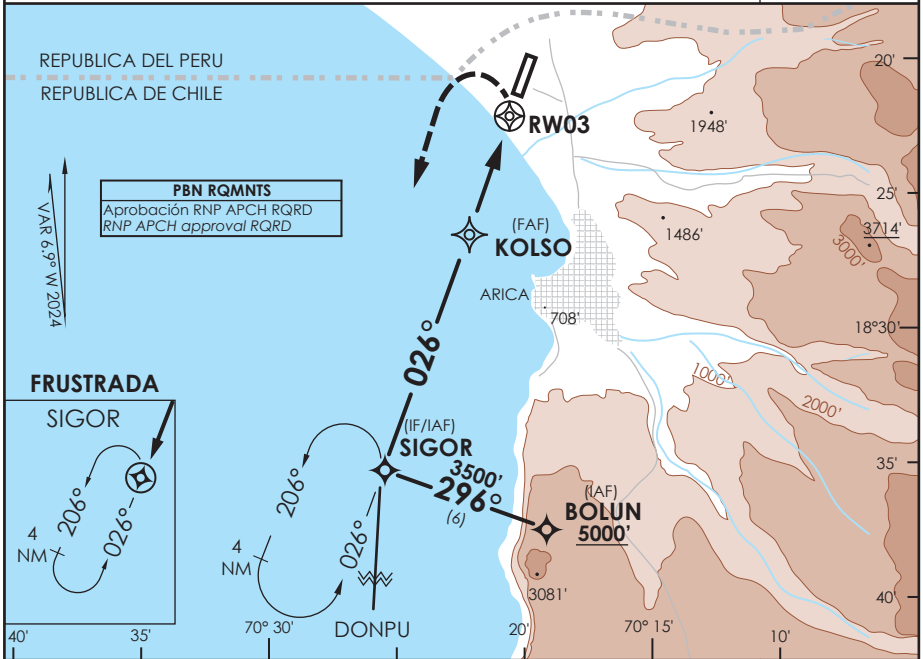 REPUBLICA DEL PERU
REPUBLICA DE CHILE
20'
RW03
1948'
VAR 6.9° W 2024
PBN RQMNTS
Aprobación RNP APCH RQRD
RNP APCH approval RQRD
25'
(FAF)
KOLSO
1486'
3714'
3000'
ARICA
708'
18°30'
026°
1000'
2000'
FRUSTRADA
SIGOR
206°
026°
4
NM
(IF/IAF)
SIGOR
3500'
296°
(6)
35'
(IAF)
BOLUN
5000'
206°
026°
4
NM
3081'
40'
DONPU
40'
35'
70° 30'
20'
70° 15'
10'